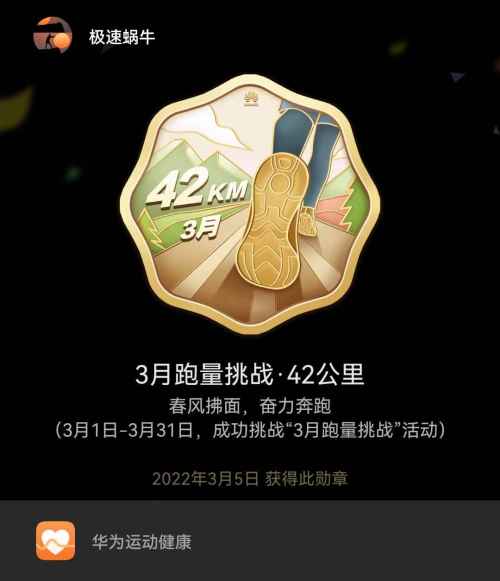 极速蜗牛
42KM
3月
3月跑量挑战·42公里
春风拂面，奋力奔跑
（3月1日-3月31日，成功挑战“3月跑量挑战”活动）
2022年3月5日 获得此勋章
华为运动健康